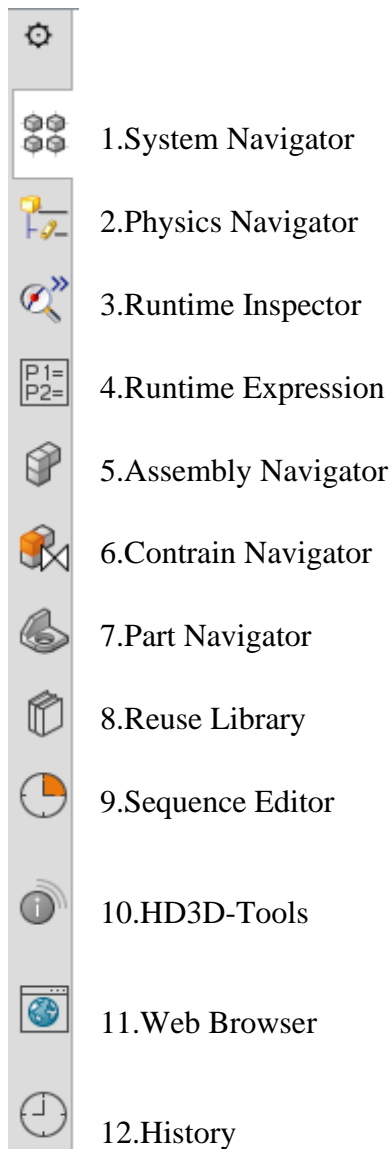 1.System Navigator
2.Physics Navigator
3.Runtime Inspector
P1=
P2=
4.Runtime Expression
5.Assembly Navigator
6.Contrain Navigator
7.Part Navigator
8.Reuse Library
9.Sequence Editor
i
10.HD3D-Tools
11.Web Browser
12.History